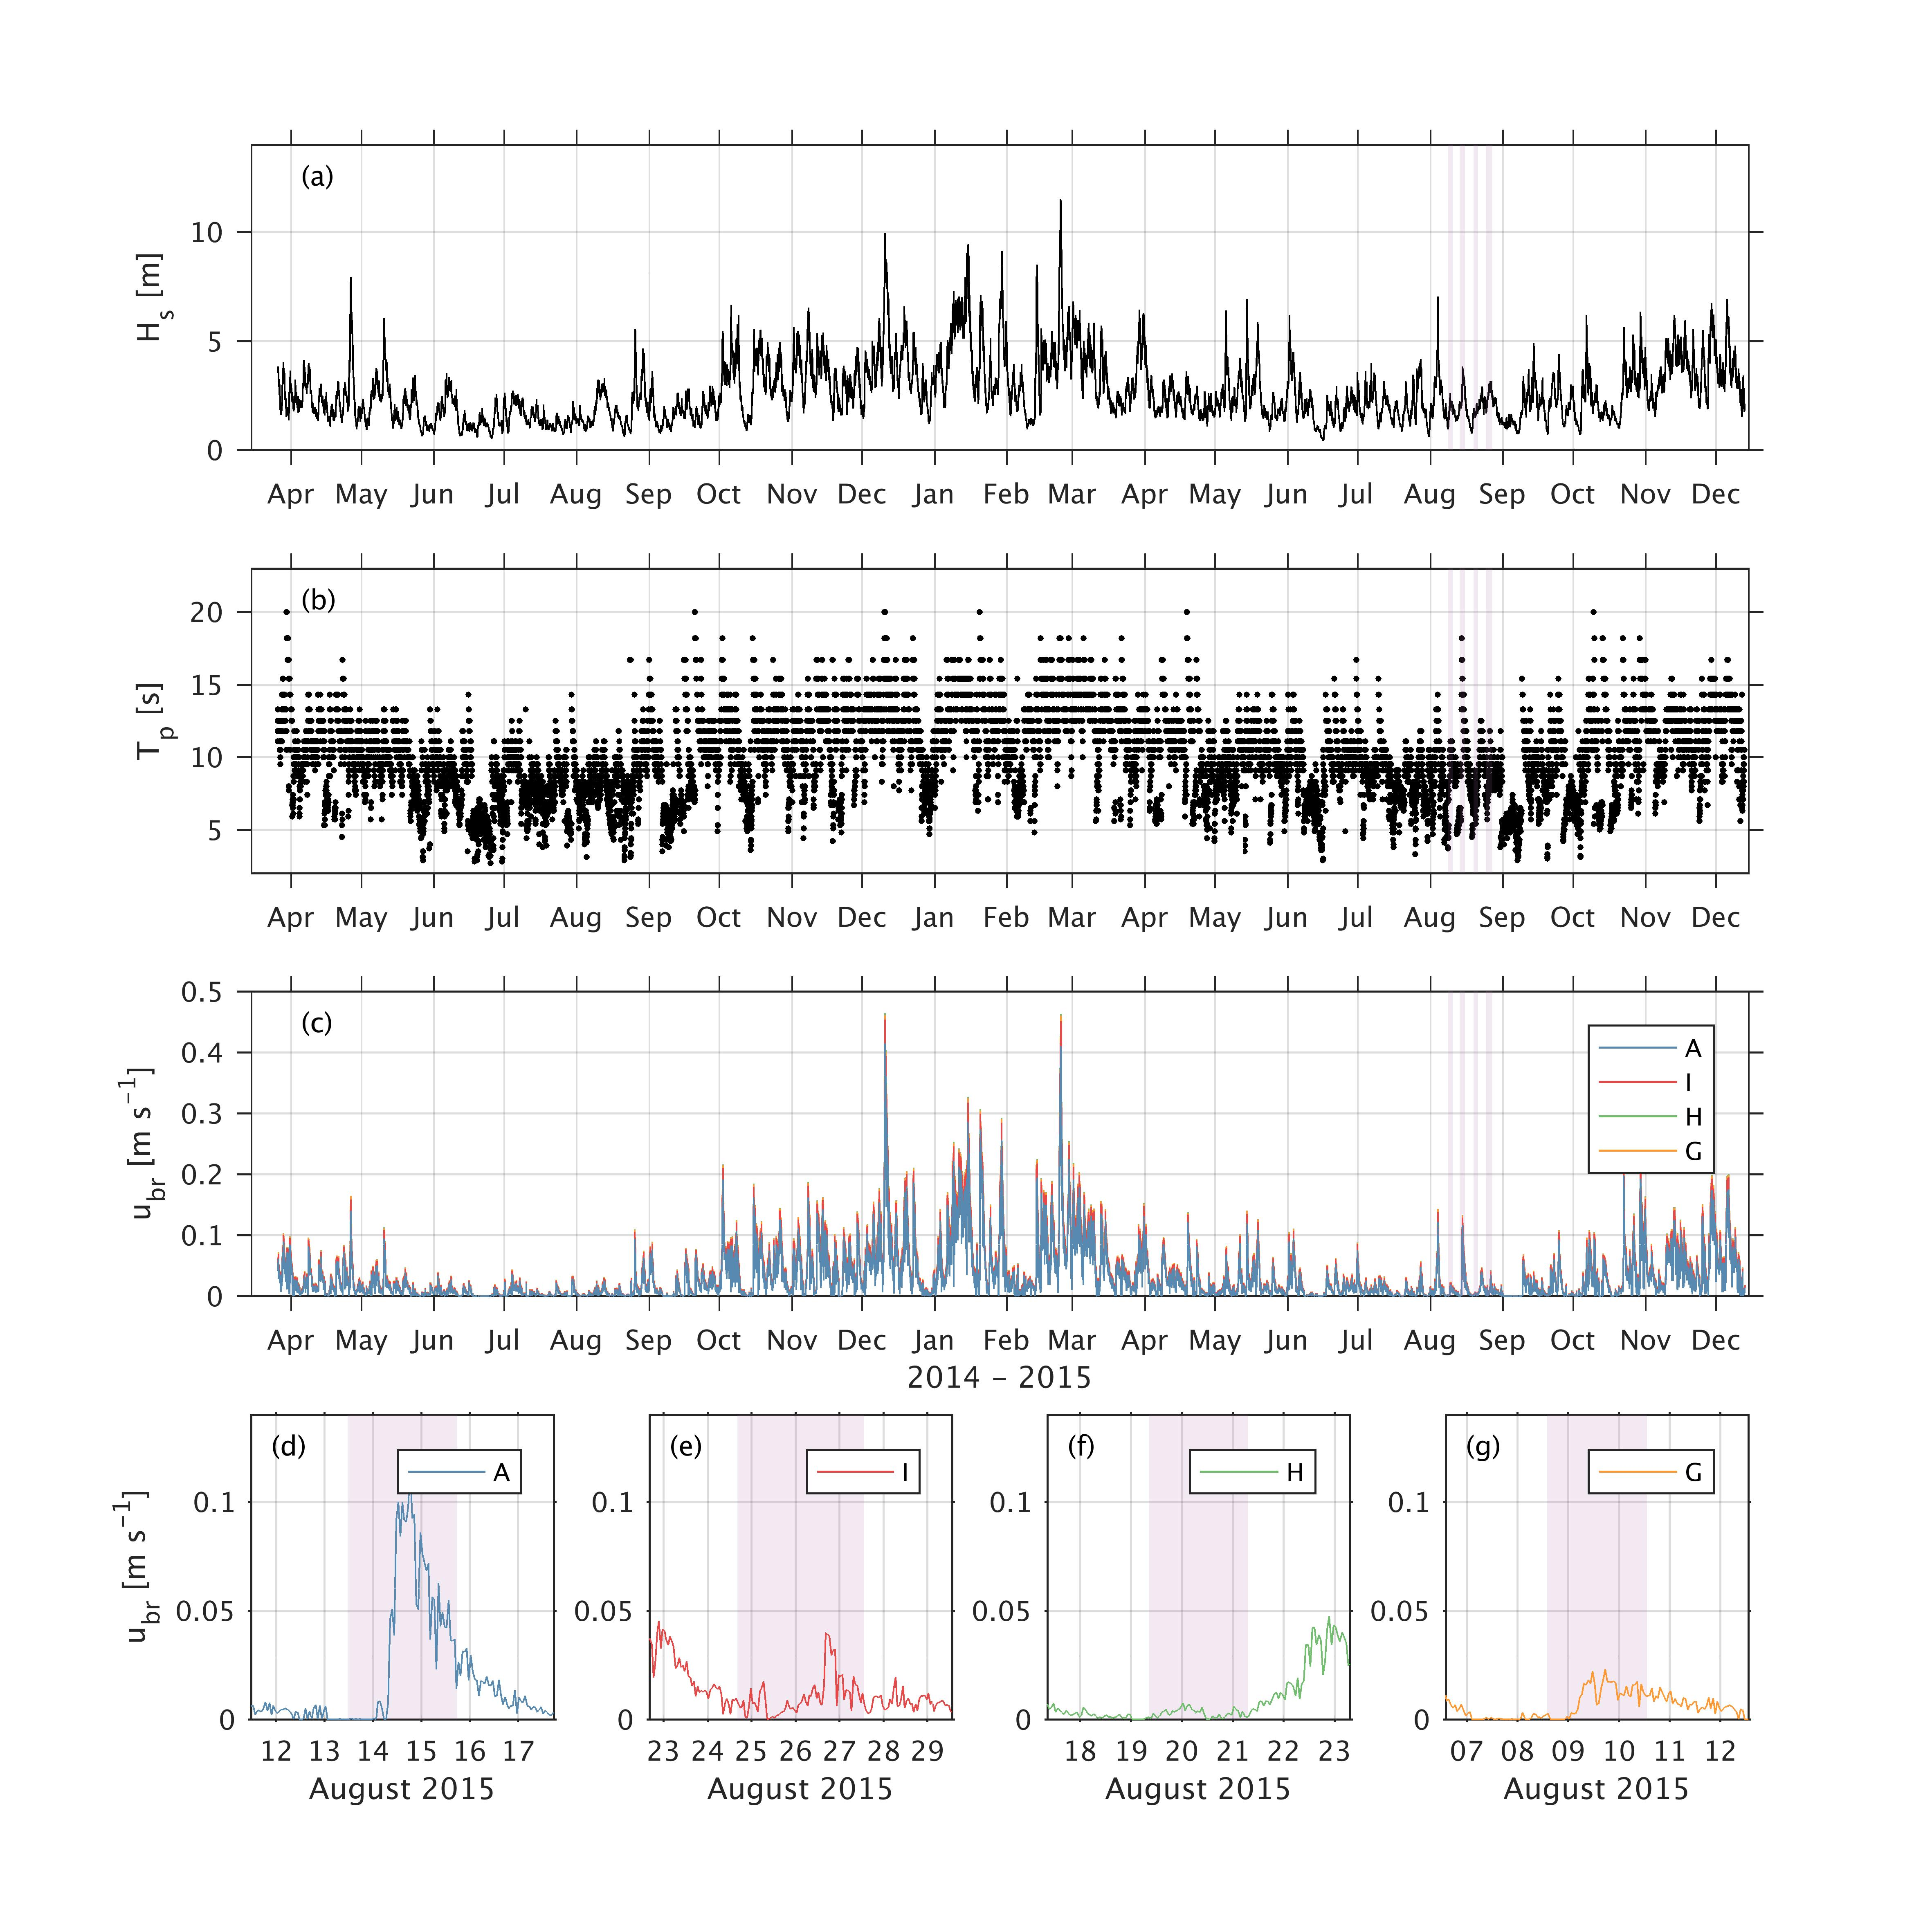 (a)
10
5
0
H_s [m]
Apr May Jun Jul Aug Sep Oct Nov Dec Jan Feb Mar Apr May Jun Jul Aug Sep Oct Nov Dec
(b)
20
15
10
5
T_p [s]
Apr May Jun Jul Aug Sep Oct Nov Dec Jan Feb Mar Apr May Jun Jul Aug Sep Oct Nov Dec
(c)
0.5
0.4
0.3
0.2
0.1
0
u_br [m s⁻¹]
A
I
H
G
Apr May Jun Jul Aug Sep Oct Nov Dec Jan Feb Mar Apr May Jun Jul Aug Sep Oct Nov Dec
2014 – 2015
(d)
A
0.1
0.05
0
u_br [m s⁻¹]
12 13 14 15 16 17
August 2015
(e)
I
0.1
0.05
0
23 24 25 26 27 28 29
August 2015
(f)
H
0.1
0.05
0
18 19 20 21 22 23
August 2015
(g)
G
0.1
0.05
0
07 08 09 10 11 12
August 2015